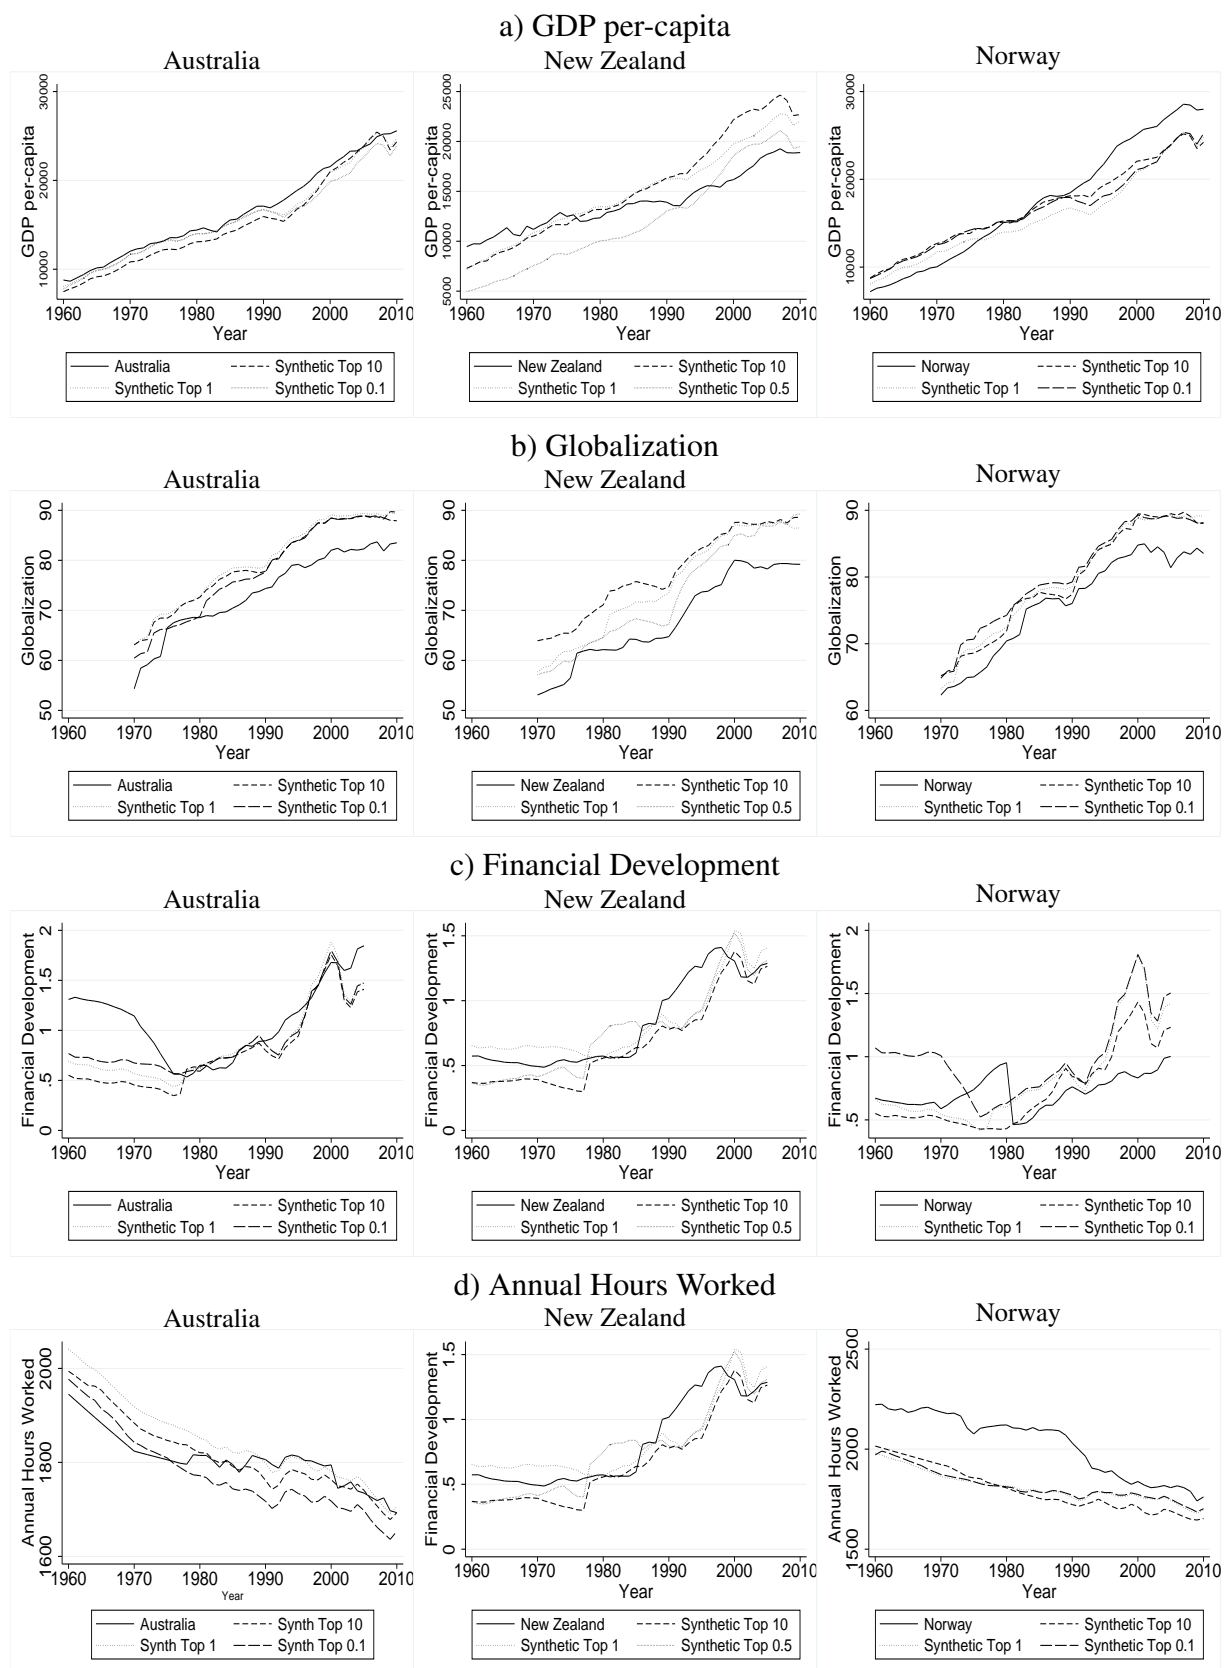 a) GDP per-capita
Australia
New Zealand
Norway
GDP per-capita
10000 20000 30000
1960 1970 1980 1990 2000 2010
Year
Australia Synthetic Top 10
Synthetic Top 1 Synthetic Top 0.1
GDP per-capita
5000 10000 15000 20000 25000
1960 1970 1980 1990 2000 2010
Year
New Zealand Synthetic Top 10
Synthetic Top 1 Synthetic Top 0.5
GDP per-capita
10000 20000 30000
1960 1970 1980 1990 2000 2010
Year
Norway Synthetic Top 10
Synthetic Top 1 Synthetic Top 0.1
b) Globalization
Australia
New Zealand
Norway
Globalization
50 60 70 80 90
1960 1970 1980 1990 2000 2010
Year
Australia Synthetic Top 10
Synthetic Top 1 Synthetic Top 0.1
Globalization
50 60 70 80 90
1960 1970 1980 1990 2000 2010
Year
New Zealand Synthetic Top 10
Synthetic Top 1 Synthetic Top 0.5
Globalization
60 70 80 90
1960 1970 1980 1990 2000 2010
Year
Norway Synthetic Top 10
Synthetic Top 1 Synthetic Top 0.1
c) Financial Development
Australia
New Zealand
Norway
Financial Development
0 .5 1 1.5 2
1960 1970 1980 1990 2000 2010
Year
Australia Synthetic Top 10
Synthetic Top 1 Synthetic Top 0.1
Financial Development
0 .5 1 1.5
1960 1970 1980 1990 2000 2010
Year
New Zealand Synthetic Top 10
Synthetic Top 1 Synthetic Top 0.5
Financial Development
.5 1 1.5 2
1960 1970 1980 1990 2000 2010
Year
Norway Synthetic Top 10
Synthetic Top 1 Synthetic Top 0.1
d) Annual Hours Worked
Australia
New Zealand
Norway
Annual Hours Worked
1600 1800 2000
1960 1970 1980 1990 2000 2010
Year
Australia Synth Top 10
Synth Top 1 Synth Top 0.1
Financial Development
0 .5 1 1.5
1960 1970 1980 1990 2000 2010
Year
New Zealand Synthetic Top 10
Synthetic Top 1 Synthetic Top 0.5
Annual Hours Worked
1500 2000 2500
1960 1970 1980 1990 2000 2010
Year
Norway Synthetic Top 10
Synthetic Top 1 Synthetic Top 0.1